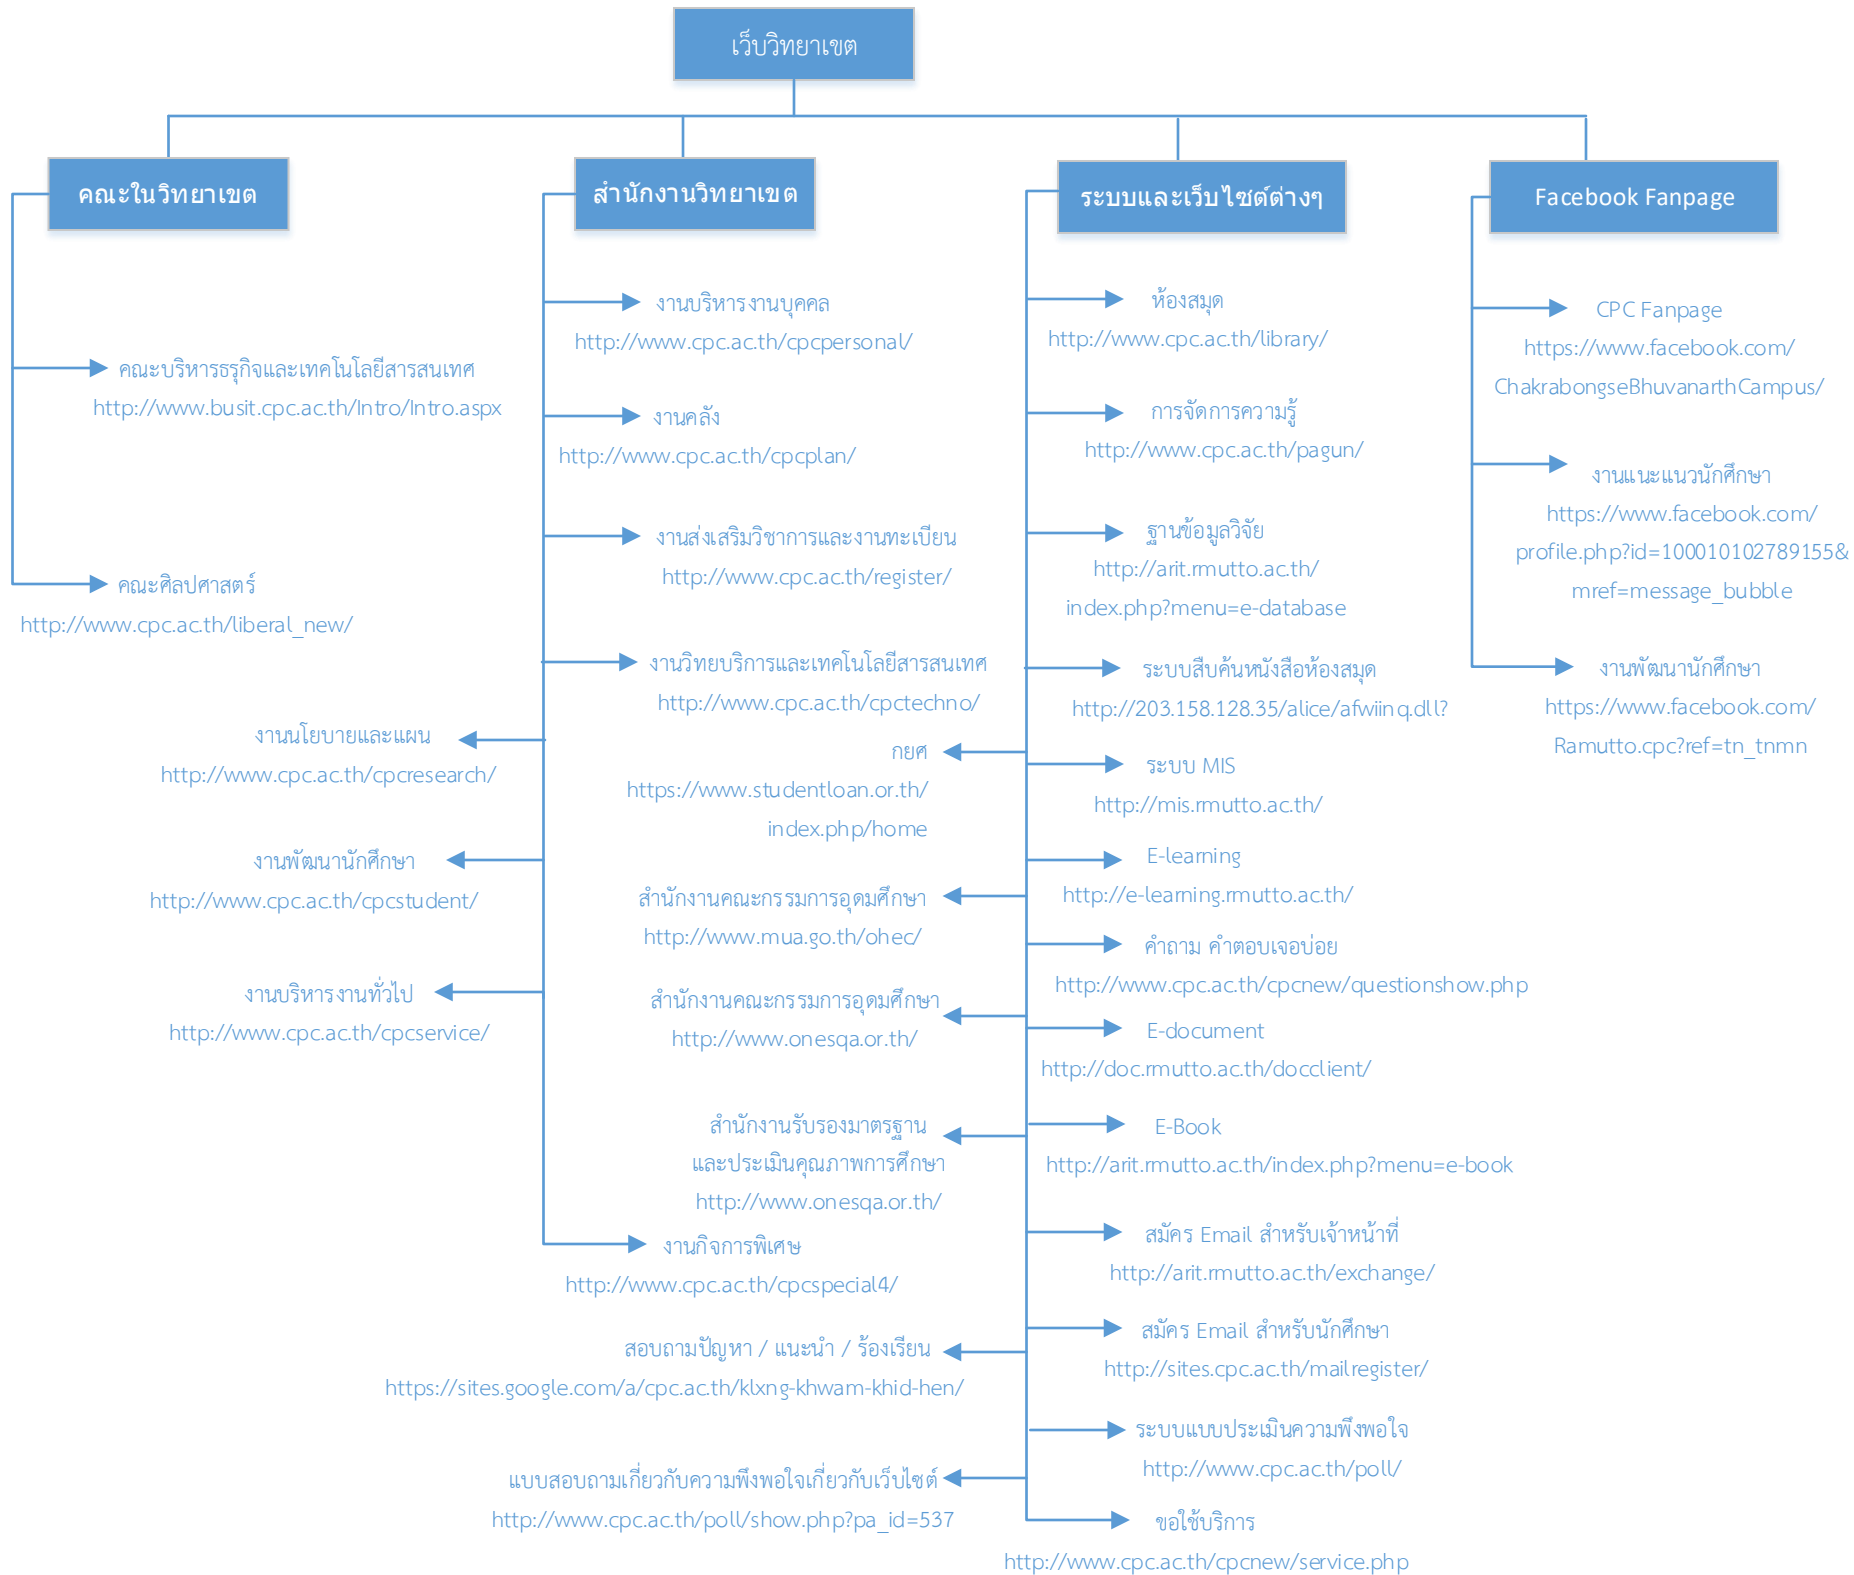 เว็บวิทยาเขต
คณะในวิทยาเขต
คณะบริหารธรุกิจและเทคโนโลยีสารสนเทศ
http://www.busit.cpc.ac.th/Intro/Intro.aspx
คณะศิลปศาสตร์
http://www.cpc.ac.th/liberal_new/
สำนักงานวิทยาเขต
งานบริหารงานบุคคล
http://www.cpc.ac.th/cpcpersonal/
งานคลัง
http://www.cpc.ac.th/cpcplan/
งานส่งเสริมวิชาการและงานทะเบียน
http://www.cpc.ac.th/register/
งานวิทยบริการและเทคโนโลยีสารสนเทศ
http://www.cpc.ac.th/cpctechno/
งานนโยบายและแผน
http://www.cpc.ac.th/cpcresearch/
งานพัฒนานักศึกษา
http://www.cpc.ac.th/cpcstudent/
งานบริหารงานทั่วไป
http://www.cpc.ac.th/cpcservice/
งานกิจการพิเศษ
http://www.cpc.ac.th/cpcspecial4/
ระบบและเว็บไซต์ต่างๆ
ห้องสมุด
http://www.cpc.ac.th/library/
การจัดการความรู้
http://www.cpc.ac.th/pagun/
ฐานข้อมูลวิจัย
http://arit.rmutto.ac.th/
index.php?menu=e-database
ระบบสืบค้นหนังสือห้องสมุด
http://203.158.128.35/alice/afwiinq.dll?
กยศ
https://www.studentloan.or.th/
index.php/home
ระบบ MIS
http://mis.rmutto.ac.th/
E-learning
http://e-learning.rmutto.ac.th/
สำนักงานคณะกรรมการอุดมศึกษา
http://www.mua.go.th/ohec/
คำถาม คำตอบเจอบ่อย
http://www.cpc.ac.th/cpcnew/questionshow.php
สำนักงานคณะกรรมการอุดมศึกษา
http://www.onesqa.or.th/
E-document
http://doc.rmutto.ac.th/docclient/
สำนักงานรับรองมาตรฐาน
และประเมินคุณภาพการศึกษา
http://www.onesqa.or.th/
E-Book
http://arit.rmutto.ac.th/index.php?menu=e-book
สมัคร Email สำหรับเจ้าหน้าที่
http://arit.rmutto.ac.th/exchange/
สมัคร Email สำหรับนักศึกษา
http://sites.cpc.ac.th/mailregister/
สอบถามปัญหา / แนะนำ / ร้องเรียน
https://sites.google.com/a/cpc.ac.th/klxng-khwam-khid-hen/
ระบบแบบประเมินความพึงพอใจ
http://www.cpc.ac.th/poll/
แบบสอบถามเกี่ยวกับความพึงพอใจเกี่ยวกับเว็บไซต์
http://www.cpc.ac.th/poll/show.php?pa_id=537
ขอใช้บริการ
http://www.cpc.ac.th/cpcnew/service.php
Facebook Fanpage
CPC Fanpage
https://www.facebook.com/
ChakrabongseBhuvanarthCampus/
งานแนะแนวนักศึกษา
https://www.facebook.com/
profile.php?id=100010102789155&
mref=message_bubble
งานพัฒนานักศึกษา
https://www.facebook.com/
Ramutto.cpc?ref=tn_tnmn